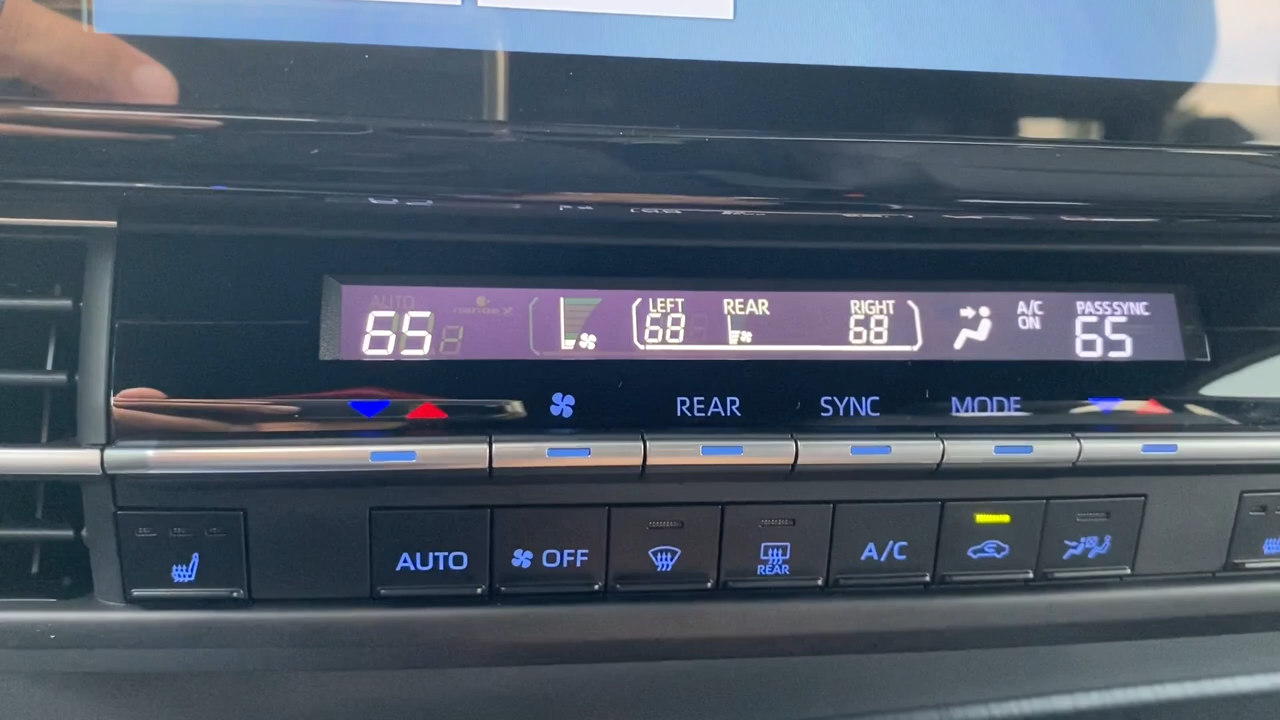 AUTO
65
LEFT
68
REAR
RIGHT
68
A/C
ON
PASS SYNC
65
REAR
SYNC
MODE
AUTO
OFF
REAR
A/C